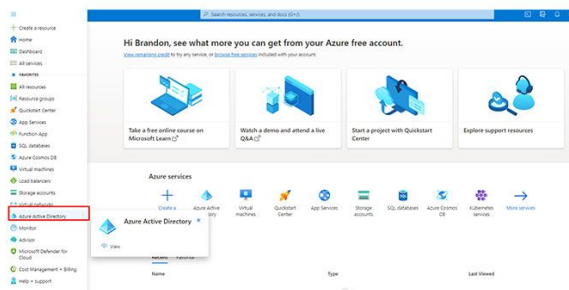 Search resources, services, and docs (G+/)
Create a resource
Home
Dashboard
All services
FAVORITES
All resources
Resource groups
Quickstart Center
App Services
Function App
SQL databases
Azure Cosmos DB
Virtual machines
Load balancers
Storage accounts
Virtual networks
Azure Active Directory
Monitor
Advisor
Microsoft Defender for
Cloud
Cost Management + Billing
Help + support
Hi Brandon, see what more you can get from your Azure free account.
View remaining credit to try any service, or browse free services included with your account.
Take a free online course on
Microsoft Learn
Watch a demo and attend a live
Q&A
Start a project with Quickstart
Center
Explore support resources
Azure services
Create a
Azure Active
Virtual
machines
Quickstart
Center
App Services
Storage
accounts
SQL databases
Azure Cosmos
DB
Kubernetes
services
More services
Azure Active Directory
View
Recent Favorite
Name Type Last Viewed